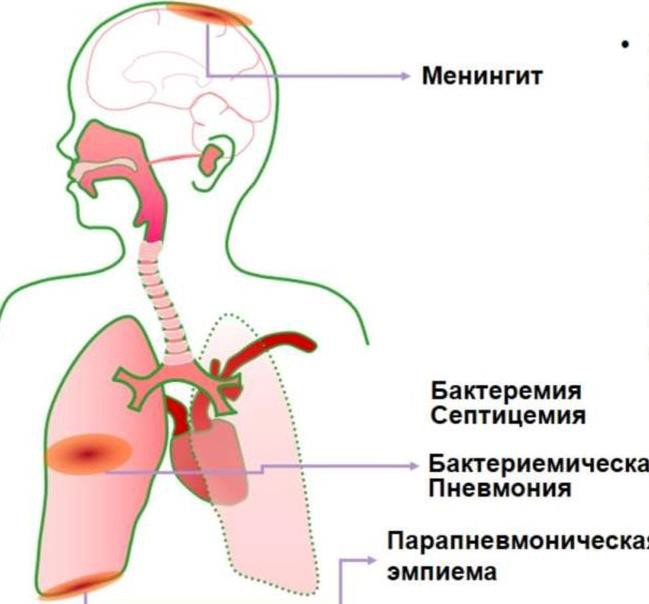 Менингит
Бактеремия
Септицемия
Бактериемическа
Пневмония
Парапневмоническа
эмпиема